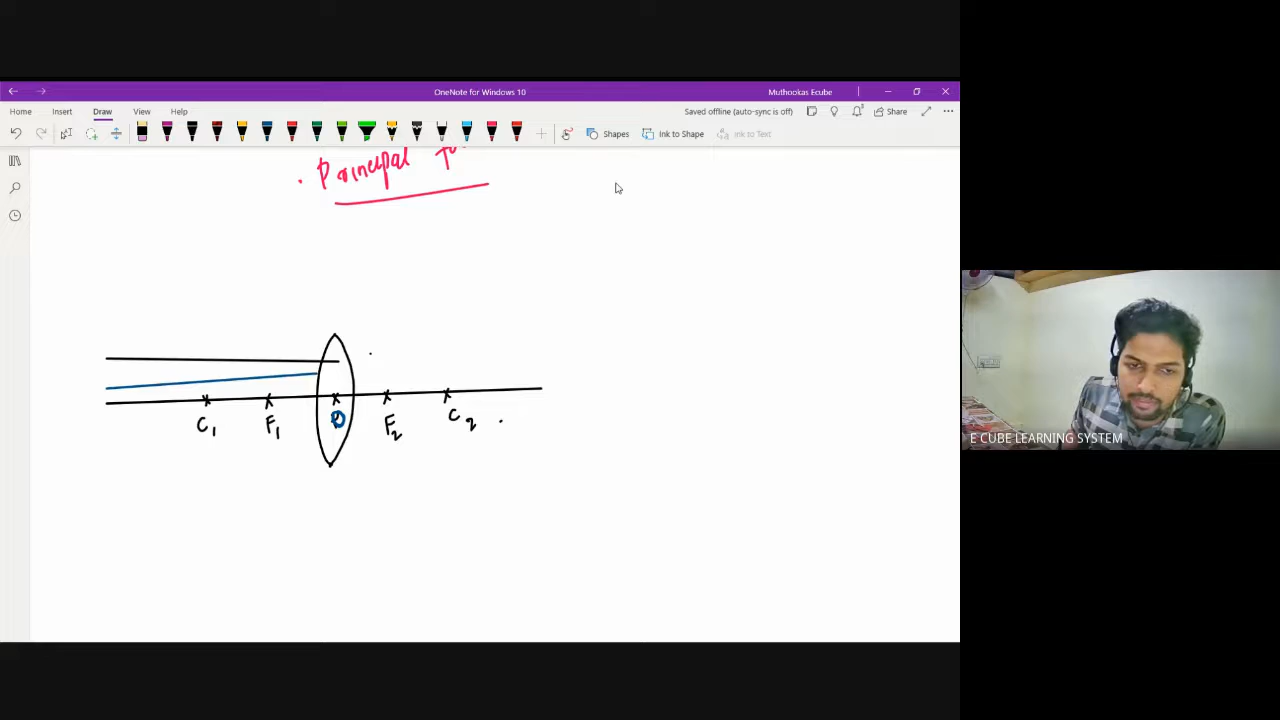 OneNote for Windows 10
Muthookas Ecube
Home Insert Draw View Help
Saved offline (auto-sync is off)
Share
Shapes
Ink to Shape
Ink to Text
. Principal
C₁ F₁ O F₂ C₂
E CUBE LEARNING SYSTEM